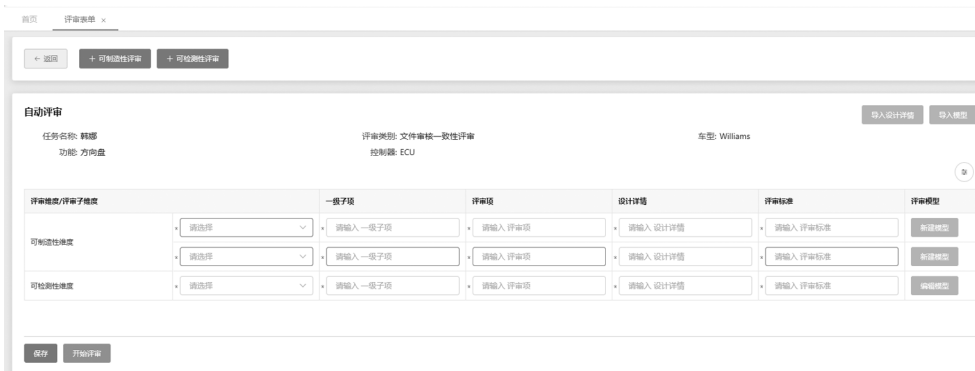 首页 评审表单 ×
← 返回 + 可制造性评审 + 可检测性评审
自动评审 导入设计详情 导入模型
任务名称: 韩娜 评审类别: 文件审核一致性评审 车型: Williams
功能: 方向盘 控制器: ECU
评审维度/评审子维度 一级子项 评审项 设计详情 评审标准 评审模型
可制造性维度
* 请选择 * 请输入 一级子项 * 请输入 评审项 * 请输入 设计详情 * 请输入 评审标准 新建模型
* 请选择 * 请输入 一级子项 * 请输入 评审项 * 请输入 设计详情 * 请输入 评审标准 新建模型
可检测性维度 * 请选择 * 请输入 一级子项 * 请输入 评审项 * 请输入 设计详情 * 请输入 评审标准 编辑模型
保存 开始评审